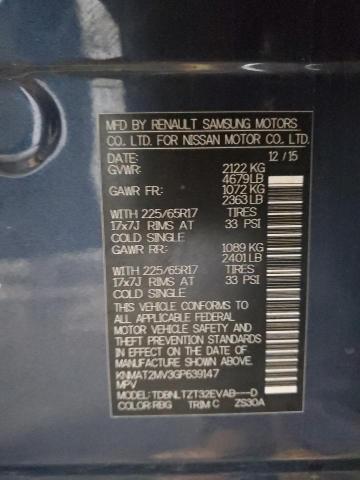 MFD BY RENAULT SAMSUNG MOTORS
CO., LTD. FOR NISSAN MOTOR CO., LTD.
DATE: 12 / 15
GVWR: 2122 KG
4679LB
GAWR FR: 1072 KG
2363LB
WITH 225/65R17 TIRES
17x7J RIMS AT 33 PSI
COLD SINGLE
GAWR RR: 1089 KG
2401LB
WITH 225/65R17 TIRES
17x7J RIMS AT 33 PSI
COLD SINGLE
THIS VEHICLE CONFORMS TO
ALL APPLICABLE FEDERAL
MOTOR VEHICLE SAFETY AND
THEFT PREVENTION STANDARDS
IN EFFECT ON THE DATE OF
MANUFACTURE SHOWN ABOVE.
KNMAT2MV3GP639147
MPV
MODEL: TDBNLTZT32EVAB----D
COLOR:RBG TRIM C ZS30A